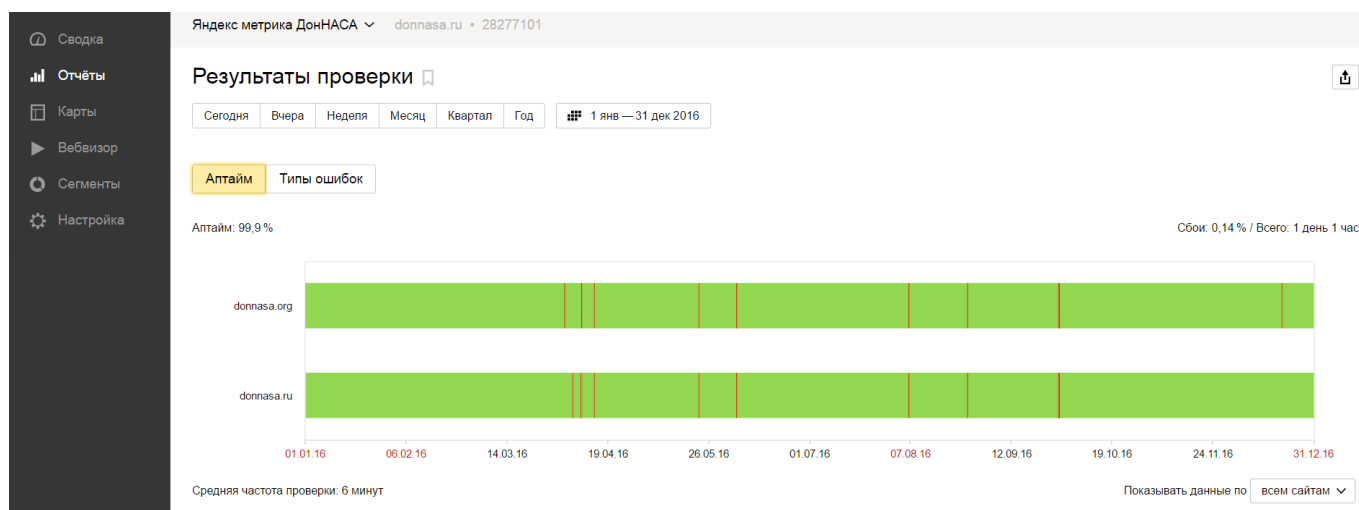 Сводка
Отчёты
Карты
Вебвизор
Сегменты
Настройка
Яндекс метрика ДонНАСА donnasa.ru • 28277101
Результаты проверки
Сегодня Вчера Неделя Месяц Квартал Год 1 янв — 31 дек 2016
Аптайм Типы ошибок
Аптайм: 99,9 % Сбои: 0,14 % / Всего: 1 день 1 час
donnasa.org
donnasa.ru
01.01.16 06.02.16 14.03.16 19.04.16 26.05.16 01.07.16 07.08.16 12.09.16 19.10.16 24.11.16 31.12.16
Средняя частота проверки: 6 минут Показывать данные по всем сайтам